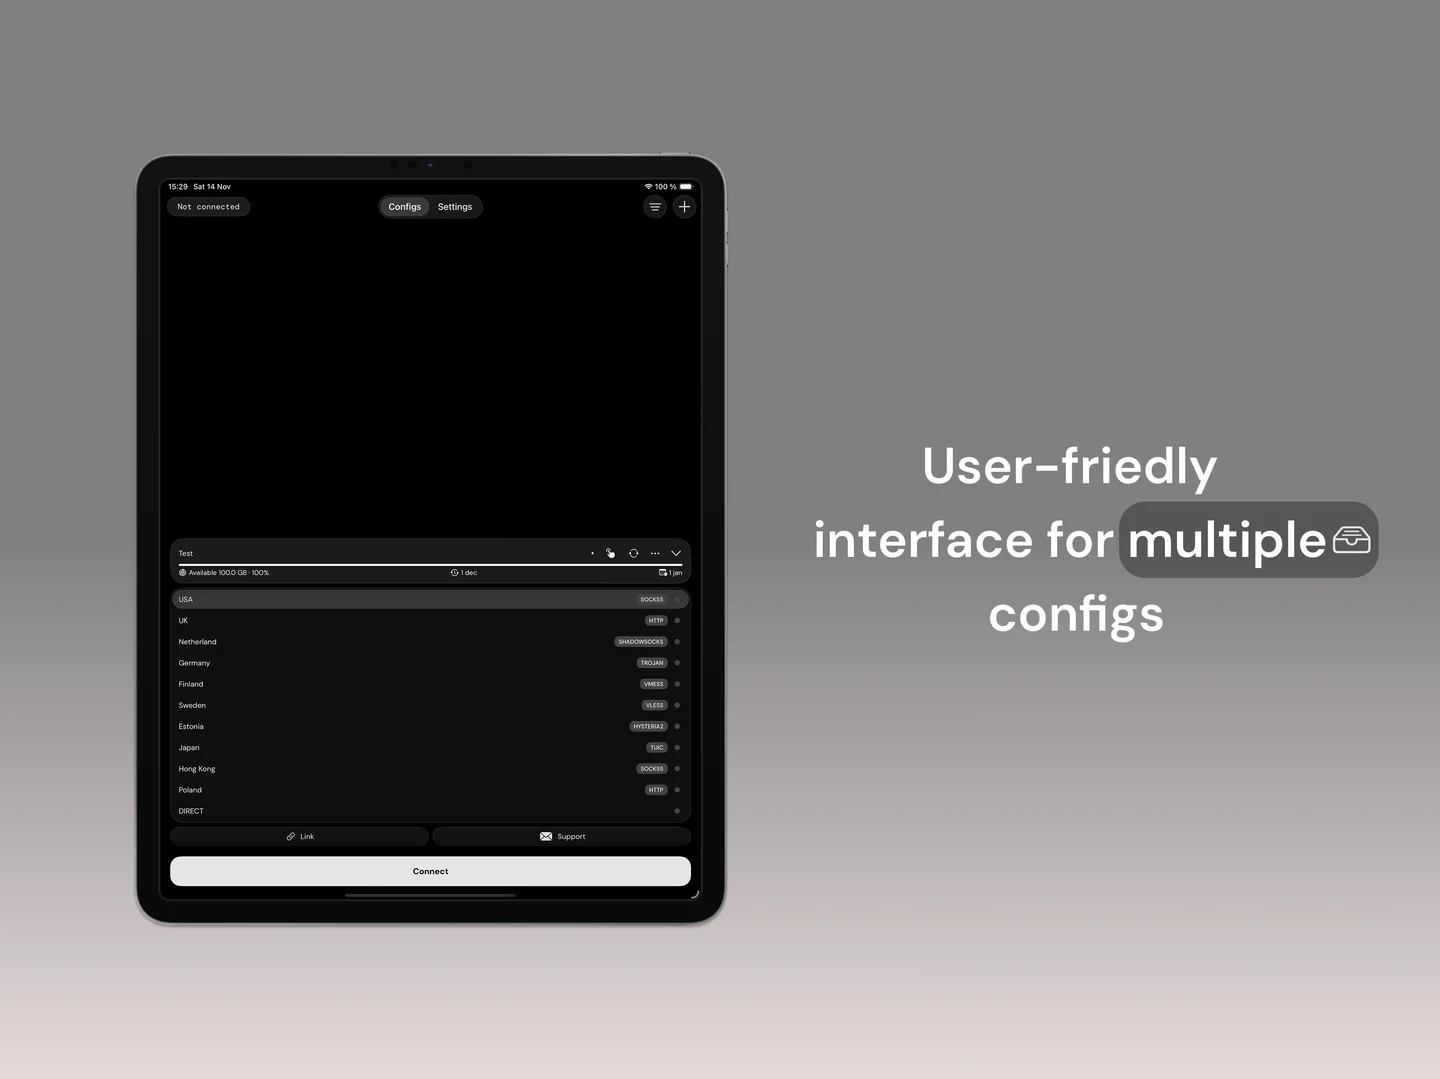 15:29 Sat 14 Nov
100 %
Not connected
Configs
Settings
Test
Available 100.0 GB · 100%
1 dec
1 jan
USA SOCKS5
UK HTTP
Netherland SHADOWSOCKS
Germany TROJAN
Finland VMESS
Sweden VLESS
Estonia HYSTERIA2
Japan TUIC
Hong Kong SOCKS5
Poland HTTP
DIRECT
Link
Support
Connect
User-friedly
interface for multiple
configs